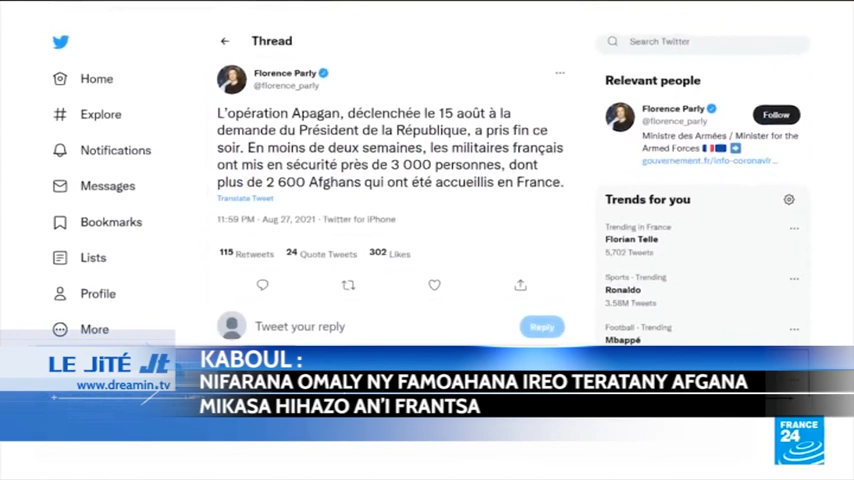 Thread
Search Twitter
Home
Explore
Notifications
Messages
Bookmarks
Lists
Profile
More
Florence Parly
@florence_parly
L'opération Apagan, déclenchée le 15 août à la
demande du Président de la République, a pris fin ce
soir. En moins de deux semaines, les militaires français
ont mis en sécurité près de 3 000 personnes, dont
plus de 2 600 Afghans qui ont été accueillis en France.
Translate Tweet
11:59 PM · Aug 27, 2021 · Twitter for iPhone
115 Retweets 24 Quote Tweets 302 Likes
Tweet your reply
Reply
Relevant people
Florence Parly
@florence_parly
Follow
Ministre des Armées / Minister for the
Armed Forces
gouvernement.fr/info-coronavir...
Trends for you
Trending in France
Florian Telle
5,702 Tweets
Sports · Trending
Ronaldo
3.58M Tweets
Football · Trending
Mbappé
LE JiTÉ Jt
www.dreamin.tv
KABOUL :
NIFARANA OMALY NY FAMOAHANA IREO TERATANY AFGANA
MIKASA HIHAZO AN'I FRANTSA
FRANCE
24